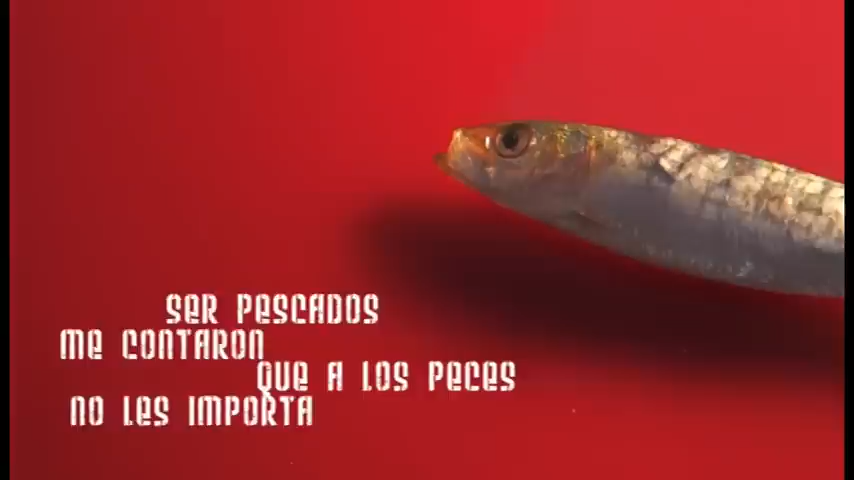 SER PESCADOS
ME CONTARON
QUE A LOS PECES
NO LES IMPORTA